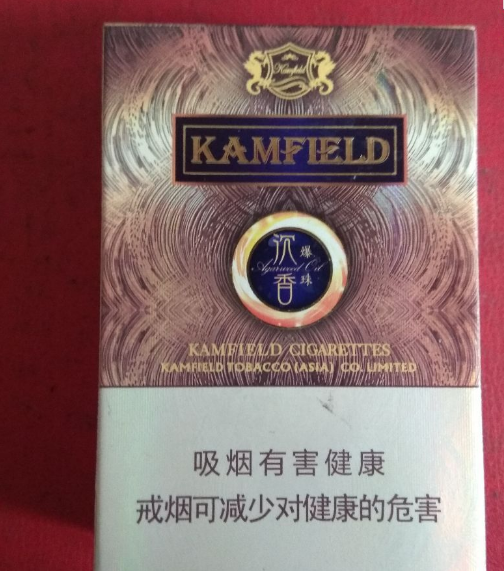 Kamfield
KAMFIELD
沉香
爆珠
Agarwood Oil
KAMFIELD CIGARETTES
KAMFIELD TOBACCO (ASIA) CO. LIMITED
吸烟有害健康
戒烟可减少对健康的危害